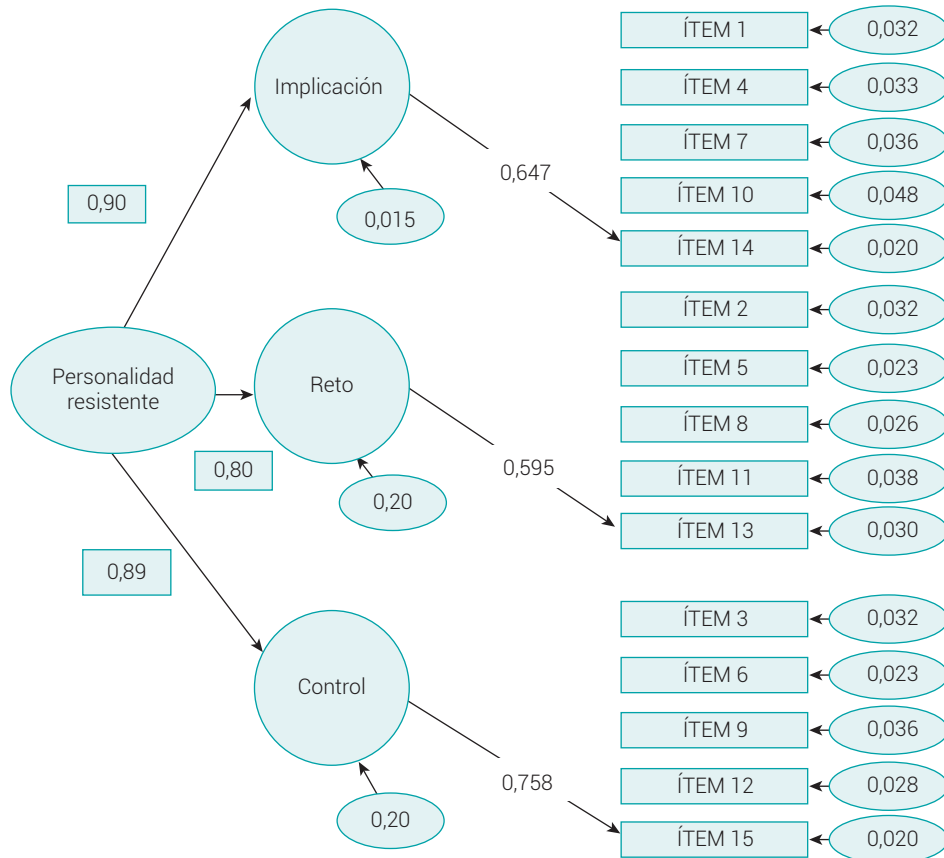 Implicación
0,015
0,90
0,647
ÍTEM 1
0,032
ÍTEM 4
0,033
ÍTEM 7
0,036
ÍTEM 10
0,048
ÍTEM 14
0,020
Personalidad
resistente
Reto
0,80
0,20
0,595
ÍTEM 2
0,032
ÍTEM 5
0,023
ÍTEM 8
0,026
ÍTEM 11
0,038
ÍTEM 13
0,030
0,89
Control
0,20
0,758
ÍTEM 3
0,032
ÍTEM 6
0,023
ÍTEM 9
0,036
ÍTEM 12
0,028
ÍTEM 15
0,020